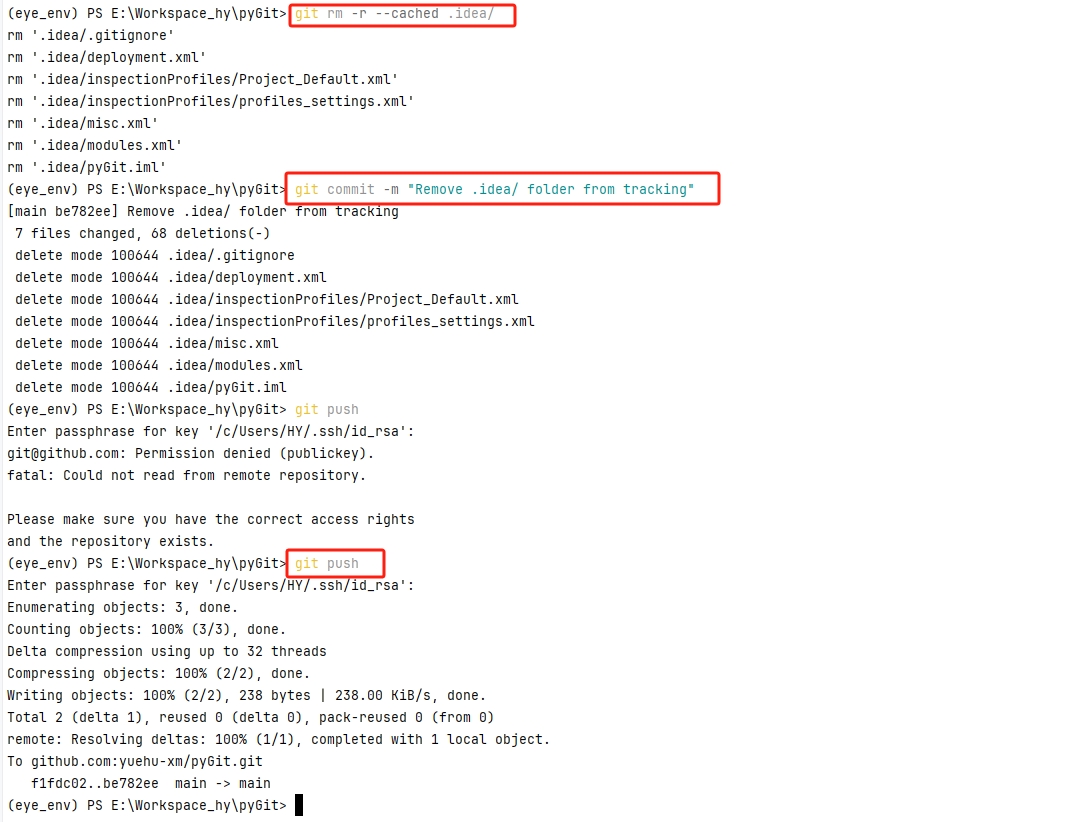 (eye_env) PS E:\Workspace_hy\pyGit> git rm -r --cached .idea/
rm '.idea/.gitignore'
rm '.idea/deployment.xml'
rm '.idea/inspectionProfiles/Project_Default.xml'
rm '.idea/inspectionProfiles/profiles_settings.xml'
rm '.idea/misc.xml'
rm '.idea/modules.xml'
rm '.idea/pyGit.iml'
(eye_env) PS E:\Workspace_hy\pyGit> git commit -m "Remove .idea/ folder from tracking"
[main be782ee] Remove .idea/ folder from tracking
 7 files changed, 68 deletions(-)
 delete mode 100644 .idea/.gitignore
 delete mode 100644 .idea/deployment.xml
 delete mode 100644 .idea/inspectionProfiles/Project_Default.xml
 delete mode 100644 .idea/inspectionProfiles/profiles_settings.xml
 delete mode 100644 .idea/misc.xml
 delete mode 100644 .idea/modules.xml
 delete mode 100644 .idea/pyGit.iml
(eye_env) PS E:\Workspace_hy\pyGit> git push
Enter passphrase for key '/c/Users/HY/.ssh/id_rsa':
git@github.com: Permission denied (publickey).
fatal: Could not read from remote repository.

Please make sure you have the correct access rights
and the repository exists.
(eye_env) PS E:\Workspace_hy\pyGit> git push
Enter passphrase for key '/c/Users/HY/.ssh/id_rsa':
Enumerating objects: 3, done.
Counting objects: 100% (3/3), done.
Delta compression using up to 32 threads
Compressing objects: 100% (2/2), done.
Writing objects: 100% (2/2), 238 bytes | 238.00 KiB/s, done.
Total 2 (delta 1), reused 0 (delta 0), pack-reused 0 (from 0)
remote: Resolving deltas: 100% (1/1), completed with 1 local object.
To github.com:yuehu-xm/pyGit.git
   f1fdc02..be782ee  main -> main
(eye_env) PS E:\Workspace_hy\pyGit>